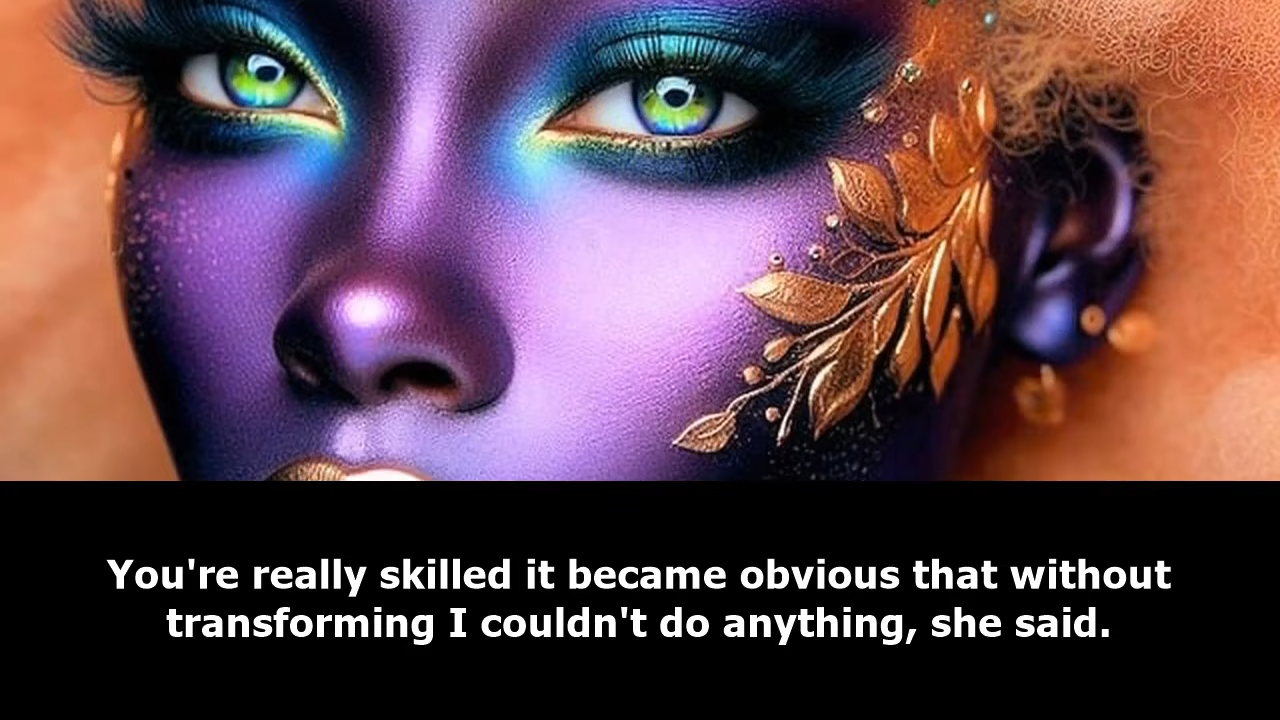 You're really skilled it became obvious that without
transforming I couldn't do anything, she said.